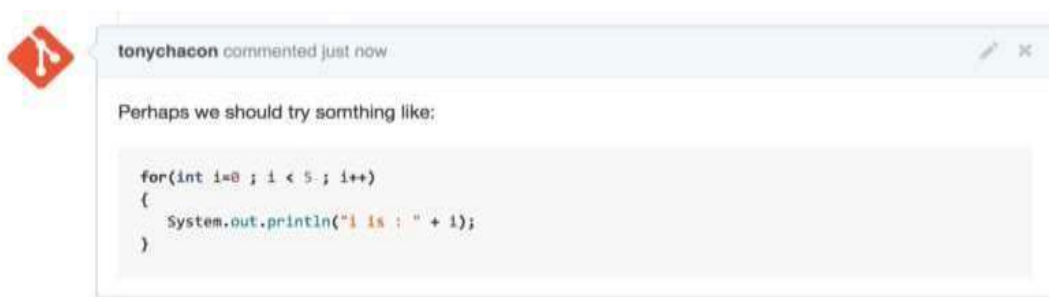 tonychacon commented just now
Perhaps we should try somthing like:
for(int i=0 ; i < 5 ; i++)
{
System.out.println("i is : " + i);
}